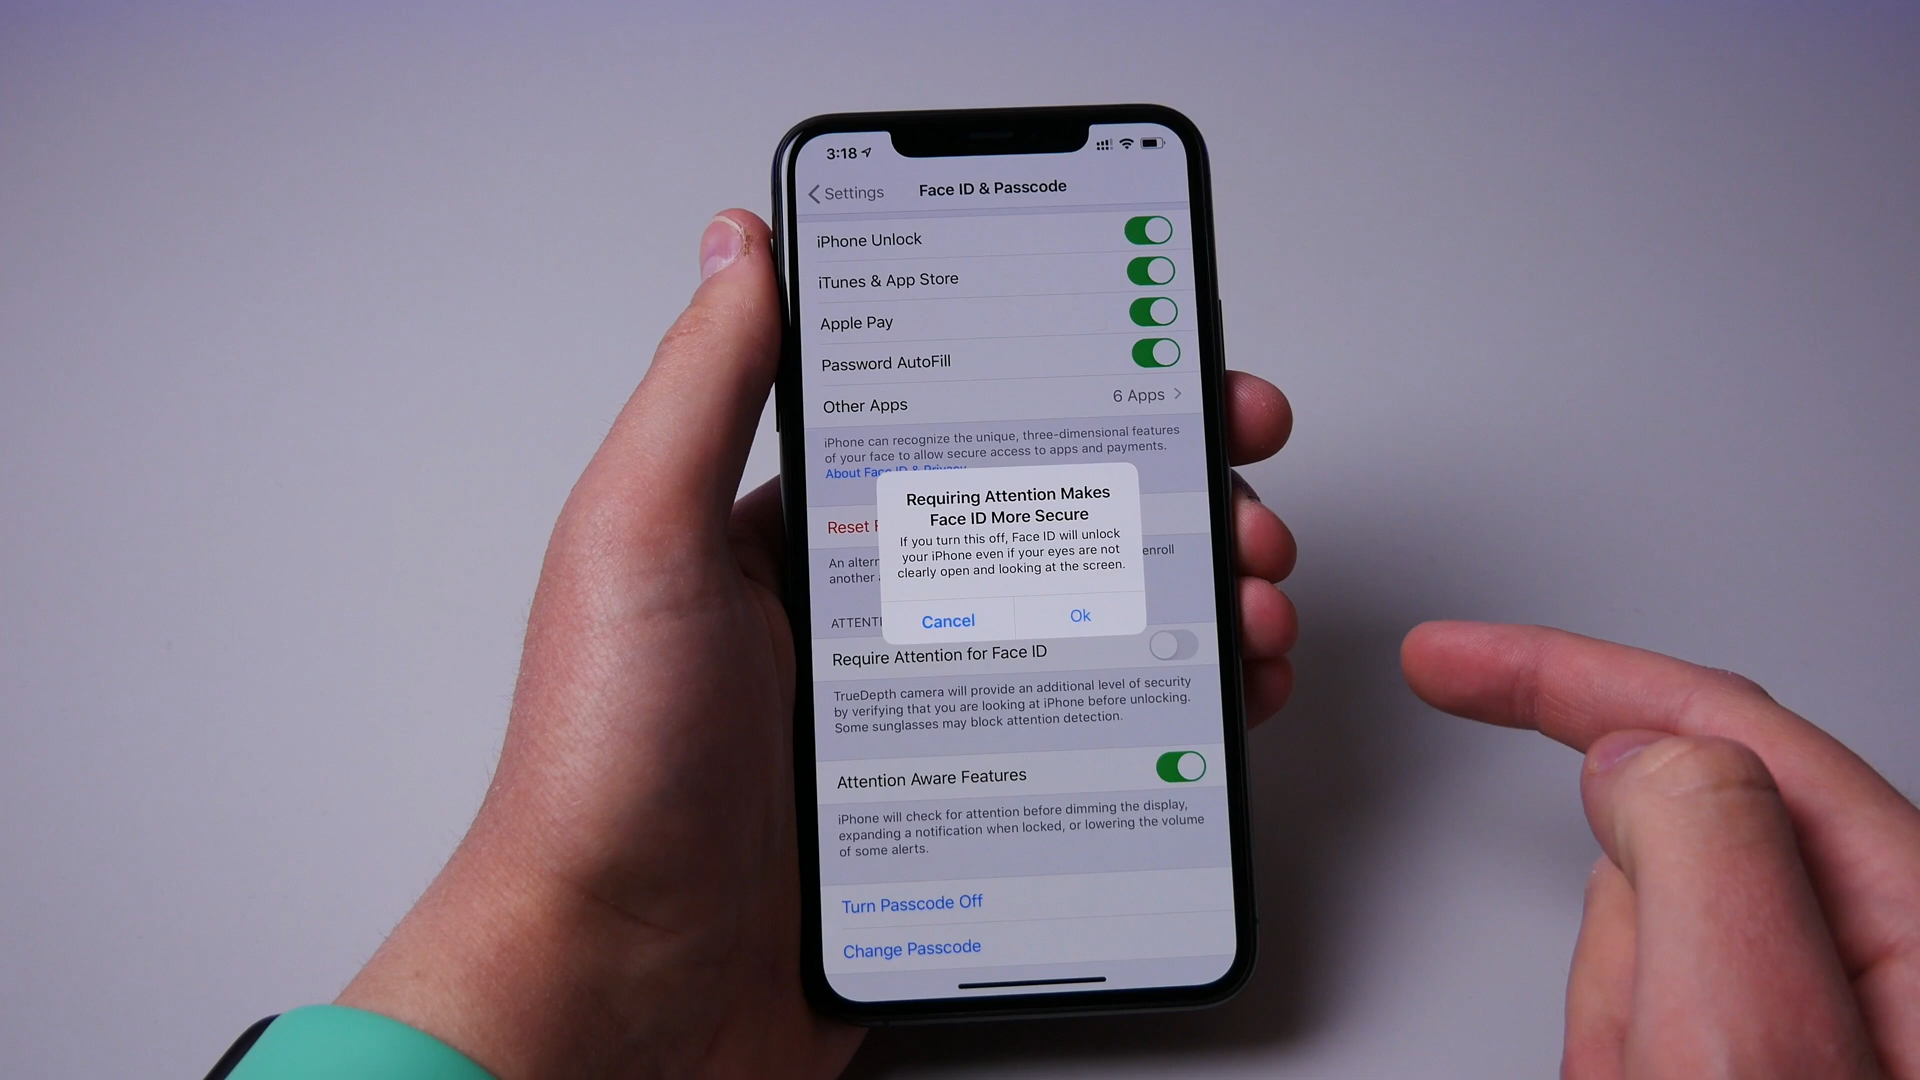 3:18
Settings
Face ID & Passcode
iPhone Unlock
iTunes & App Store
Apple Pay
Password AutoFill
Other Apps 6 Apps
iPhone can recognize the unique, three-dimensional features
of your face to allow secure access to apps and payments.
About Face ID & Privacy
Requiring Attention Makes
Face ID More Secure
If you turn this off, Face ID will unlock
your iPhone even if your eyes are not
clearly open and looking at the screen.
Cancel Ok
Reset
An
enroll
another
Require Attention for Face ID
TrueDepth camera will provide an additional level of security
by verifying that you are looking at iPhone before unlocking.
Some sunglasses may block attention detection.
Attention Aware Features
iPhone will check for attention before dimming the display,
expanding a notification when locked, or lowering the volume
of some alerts.
Turn Passcode Off
Change Passcode